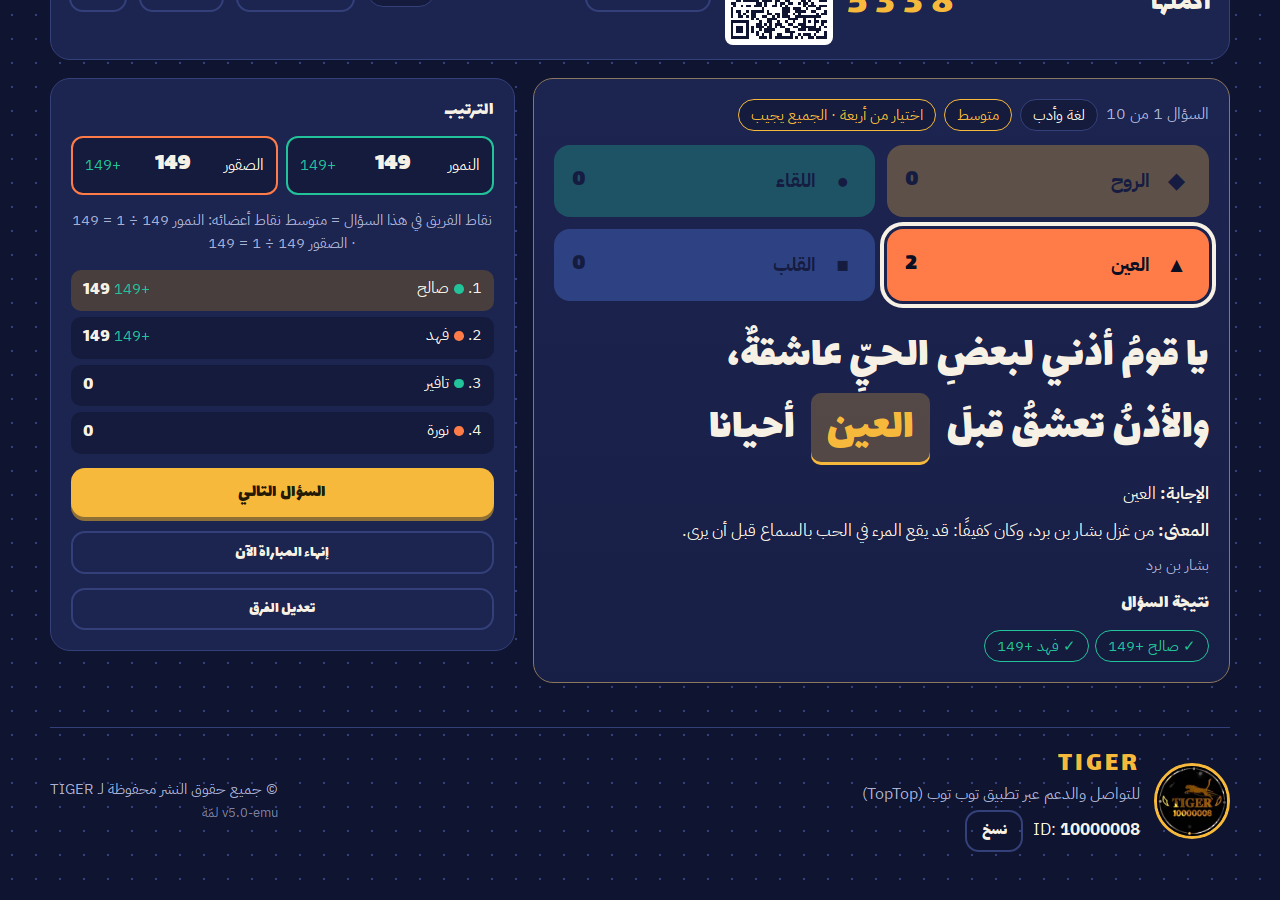 أكملها
5338
السؤال 1 من 10
لغة وأدب
متوسط
اختيار من أربعة · الجميع يجيب
◆ الروح 0
● اللقاء 0
▲ العين 2
■ القلب 0
يا قومُ أذني لبعضِ الحيِّ عاشقةٌ،
والأذنُ تعشقُ قبلَ العين أحيانا
الإجابة: العين
المعنى: من غزل بشار بن برد، وكان كفيفًا: قد يقع المرء في الحب بالسماع قبل أن يرى.
بشار بن برد
نتيجة السؤال
✓ صالح +149
✓ فهد +149
الترتيب
النمور 149 +149
الصقور 149 +149
نقاط الفريق في هذا السؤال = متوسط نقاط أعضائه: النمور 149 ÷ 1 = 149
· الصقور 149 ÷ 1 = 149
1. صالح +149 149
2. فهد +149 149
3. تافير 0
4. نورة 0
السؤال التالي
إنهاء المباراة الآن
تعديل الفرق
TIGER
10000008
TIGER
للتواصل والدعم عبر تطبيق توب توب (TopTop)
ID: 10000008
نسخ
© جميع حقوق النشر محفوظة لـ TIGER
لمّة v5.0-emu